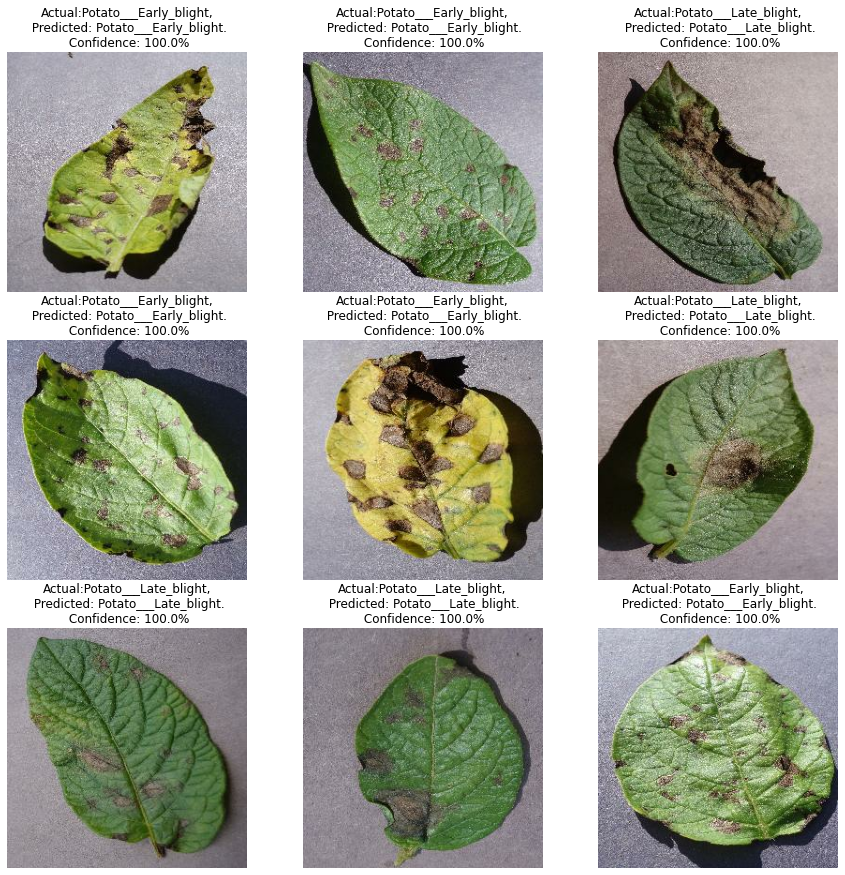 Actual:Potato___Early_blight,
Predicted: Potato___Early_blight.
Confidence: 100.0%
Actual:Potato___Early_blight,
Predicted: Potato___Early_blight.
Confidence: 100.0%
Actual:Potato___Late_blight,
Predicted: Potato___Late_blight.
Confidence: 100.0%
Actual:Potato___Early_blight,
Predicted: Potato___Early_blight.
Confidence: 100.0%
Actual:Potato___Early_blight,
Predicted: Potato___Early_blight.
Confidence: 100.0%
Actual:Potato___Late_blight,
Predicted: Potato___Late_blight.
Confidence: 100.0%
Actual:Potato___Late_blight,
Predicted: Potato___Late_blight.
Confidence: 100.0%
Actual:Potato___Late_blight,
Predicted: Potato___Late_blight.
Confidence: 100.0%
Actual:Potato___Early_blight,
Predicted: Potato___Early_blight.
Confidence: 100.0%